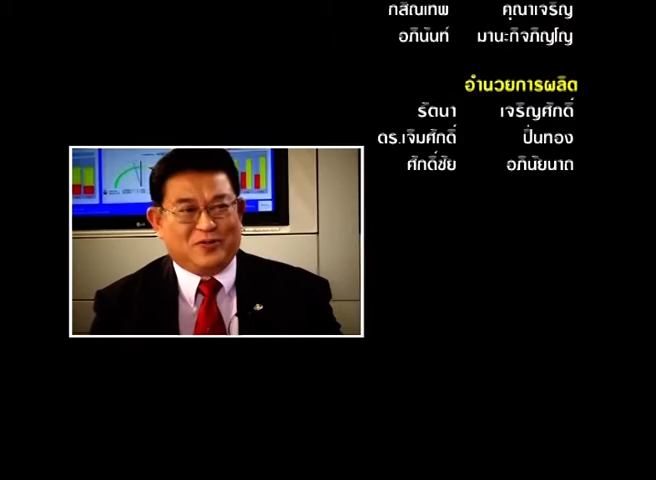 กสิณเทพ คุณาเจริญ
อภินันท์ มานะกิจภิญโญ
อำนวยการผลิต
รัตนา เจริญศักดิ์
ดร.เจิมศักดิ์ ปิ่นทอง
ศักดิ์ชัย อภินัยนาถ